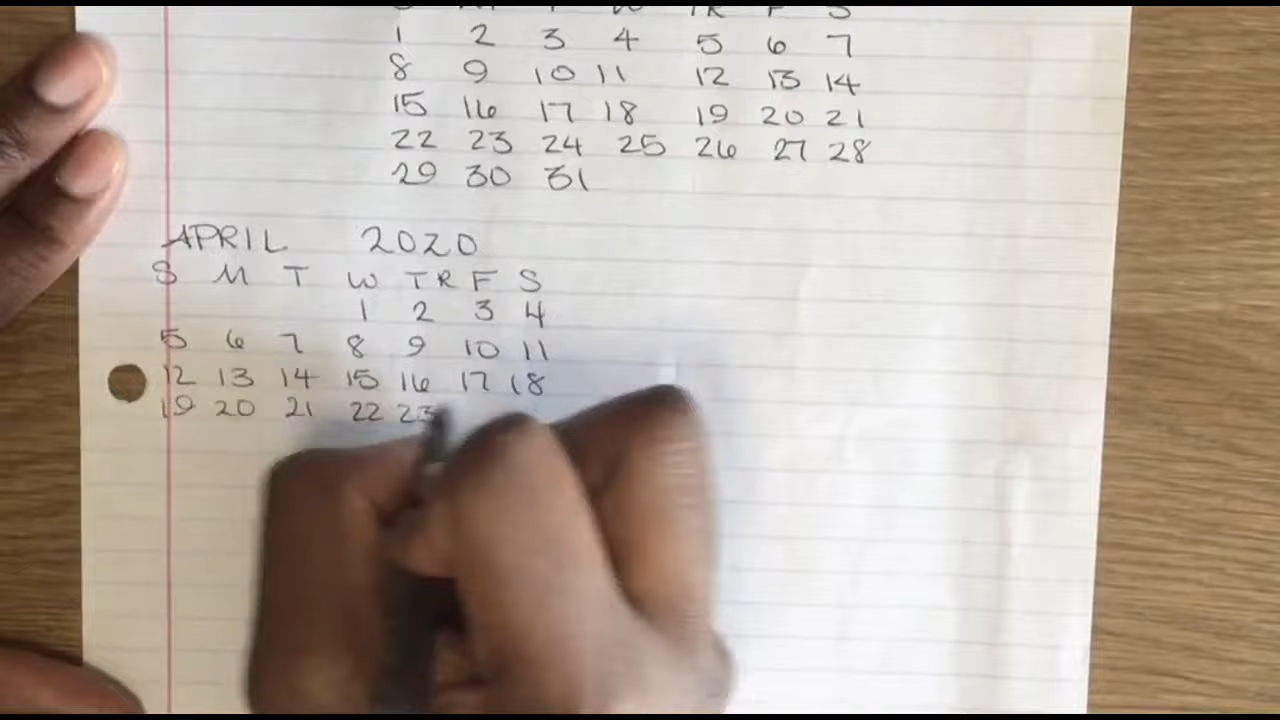 1 2 3 4 5 6 7
8 9 10 11 12 13 14
15 16 17 18 19 20 21
22 23 24 25 26 27 28
29 30 31
APRIL 2020
S M T W TR F S
1 2 3 4
5 6 7 8 9 10 11
12 13 14 15 16 17 18
19 20 21 22 23